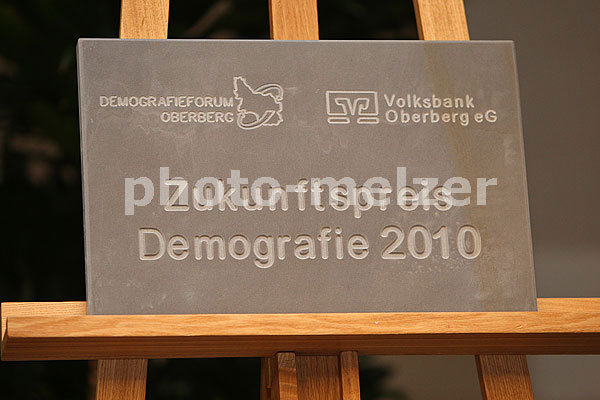 DEMOGRAFIEFORUM
OBERBERG
Volksbank
Oberberg eG
photo-melzer
Zukunftspreis
Demografie 2010